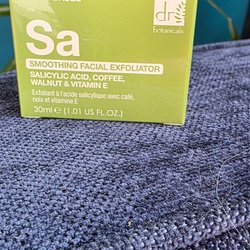 dr
botanicals
Sa
SMOOTHING FACIAL EXFOLIATOR
SALICYLIC ACID, COFFEE,
WALNUT & VITAMIN E
Exfoliant à l'acide salicylique avec café,
noix et vitamine E
30ml ℮ (1.01 US FL.OZ.)